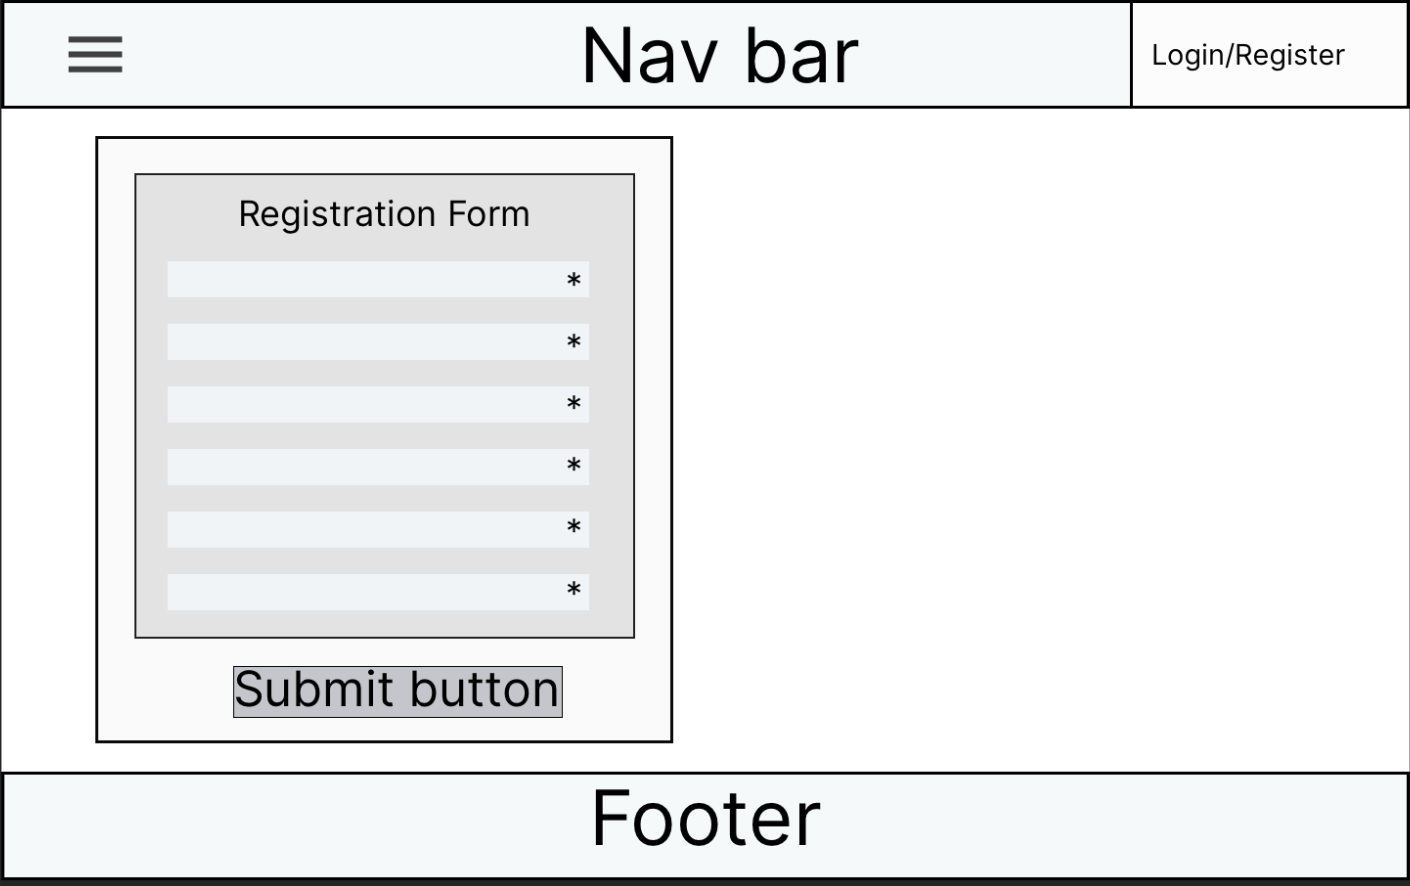 Nav bar
Login/Register
Registration Form
*
*
*
*
*
*
Submit button
Footer